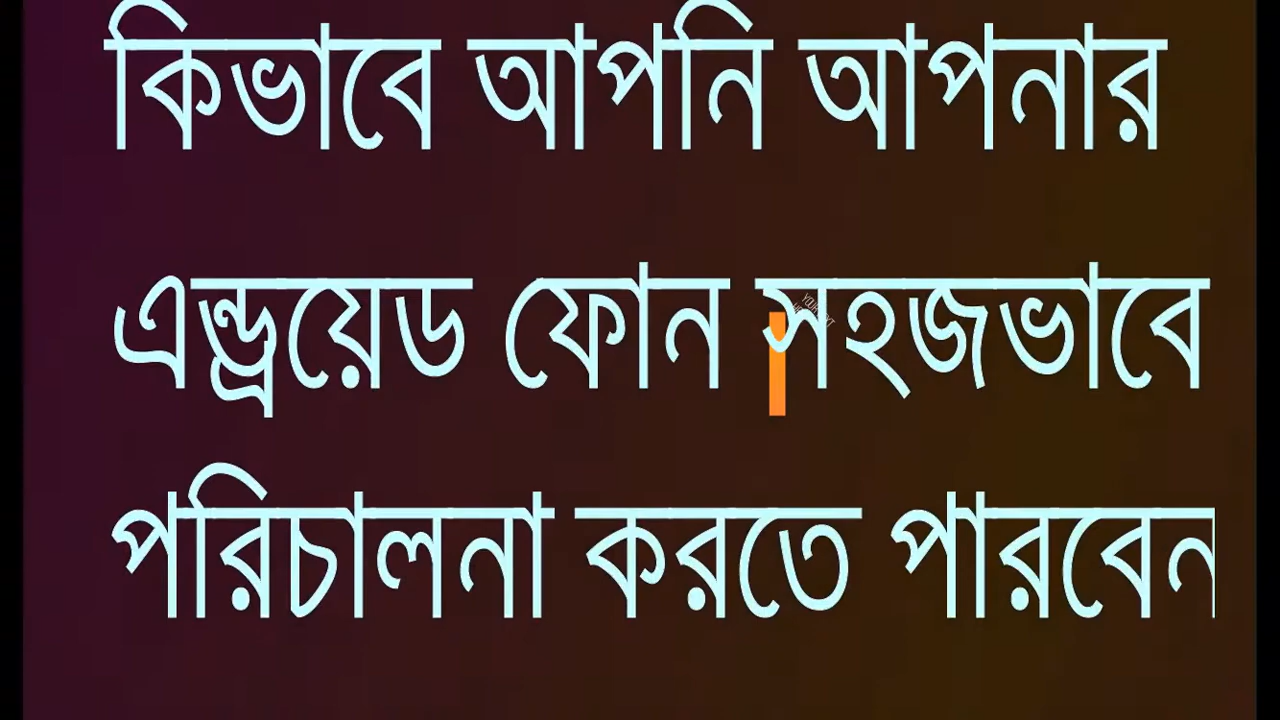 কিভাবে আপনি আপনার
এন্ড্রয়েড ফোন সহজভাবে
পরিচালনা করতে পারবেন